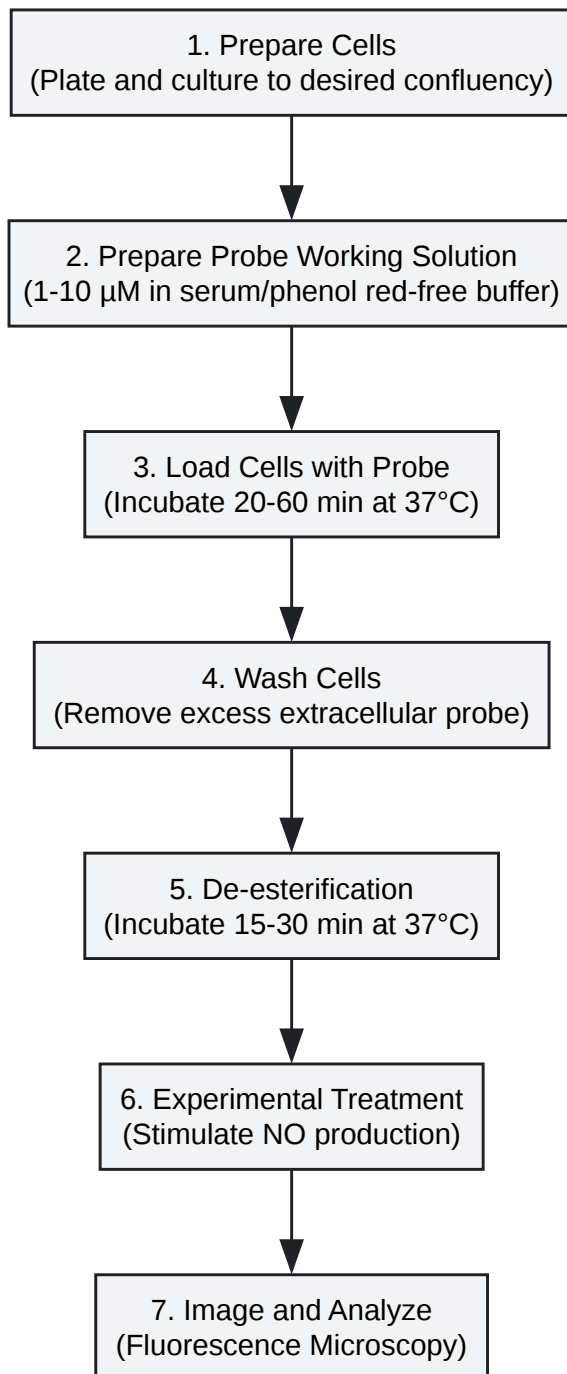 1. Prepare Cells
(Plate and culture to desired confluency)
2. Prepare Probe Working Solution
(1-10 µM in serum/phenol red-free buffer)
3. Load Cells with Probe
(Incubate 20-60 min at 37°C)
4. Wash Cells
(Remove excess extracellular probe)
5. De-esterification
(Incubate 15-30 min at 37°C)
6. Experimental Treatment
(Stimulate NO production)
7. Image and Analyze
(Fluorescence Microscopy)